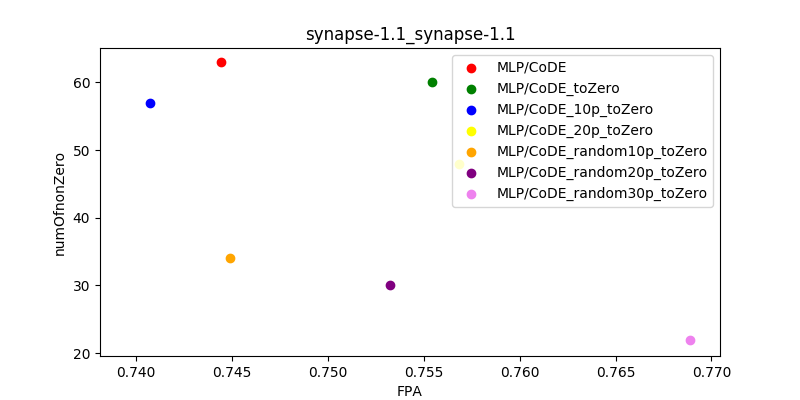 synapse-1.1_synapse-1.1
numOfnonZero
60
50
40
30
20
MLP/CoDE
MLP/CoDE_toZero
MLP/CoDE_10p_toZero
MLP/CoDE_20p_toZero
MLP/CoDE_random10p_toZero
MLP/CoDE_random20p_toZero
MLP/CoDE_random30p_toZero
0.740 0.745 0.750 0.755 0.760 0.765 0.770
FPA